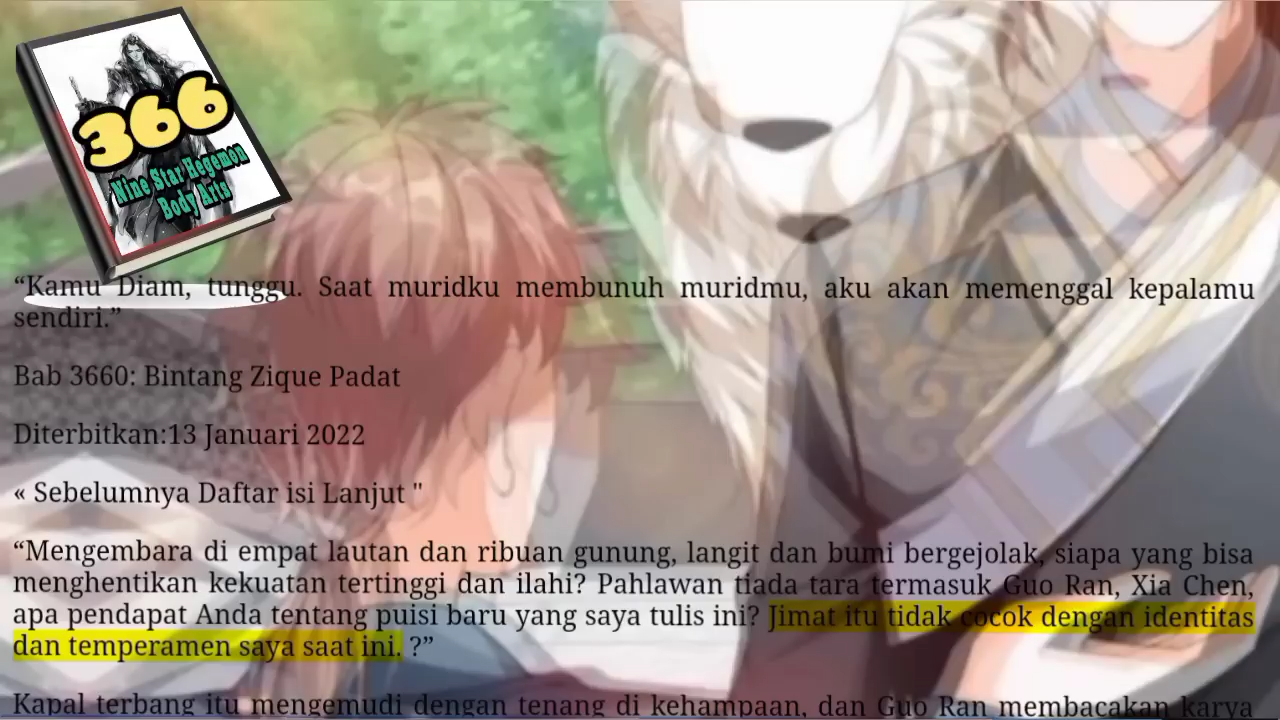 366
Nine Star Hegemon
Body Arts
“Kamu Diam, tunggu. Saat muridku membunuh muridmu, aku akan memenggal kepalamu
sendiri.”
Bab 3660: Bintang Zique Padat
Diterbitkan:13 Januari 2022
« Sebelumnya Daftar isi Lanjut "
“Mengembara di empat lautan dan ribuan gunung, langit dan bumi bergejolak, siapa yang bisa
menghentikan kekuatan tertinggi dan ilahi? Pahlawan tiada tara termasuk Guo Ran, Xia Chen,
apa pendapat Anda tentang puisi baru yang saya tulis ini? Jimat itu tidak cocok dengan identitas
dan temperamen saya saat ini. ?”
Kapal terbang itu mengemudi dengan tenang di kehampaan, dan Guo Ran membacakan karya